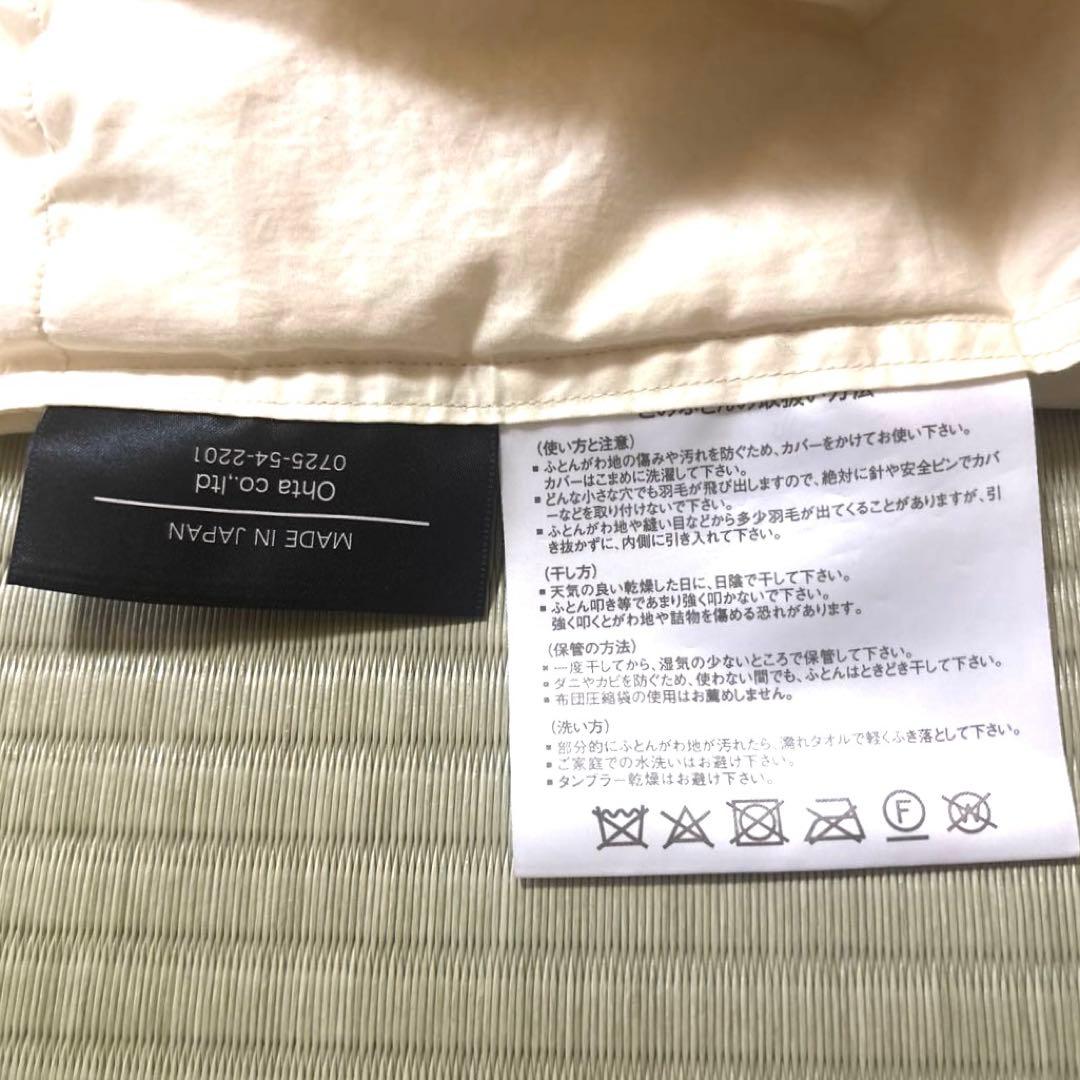 MADE IN JAPAN
Ohta co.,ltd
0725-54-2201
このふとんの取扱い方法
(使い方と注意)
▪ ふとんがわ地の傷みや汚れを防ぐため、カバーをかけてお使い下さい。
カバーはこまめに洗濯して下さい。
▪ どんな小さな穴でも羽毛が飛び出しますので、絶対に針や安全ピンでカバ
ーなどを取り付けないで下さい。
▪ ふとんがわ地や縫い目などから多少羽毛が出てくることがありますが、引
き抜かずに、内側に引き入れて下さい。
(干し方)
▪ 天気の良い乾燥した日に、日陰で干して下さい。
▪ ふとん叩き等であまり強く叩かないで下さい。
強く叩くとがわ地や詰物を傷める恐れがあります。
(保管の方法)
▪ 一度干してから、湿気の少ないところで保管して下さい。
▪ ダニやカビを防ぐため、使わない間でも、ふとんはときどき干して下さい。
▪ 布団圧縮袋の使用はお薦めしません。
(洗い方)
▪ 部分的にふとんがわ地が汚れたら、濡れタオルで軽くふき落として下さい。
▪ ご家庭での水洗いはお避け下さい。
▪ タンブラー乾燥はお避け下さい。
F W